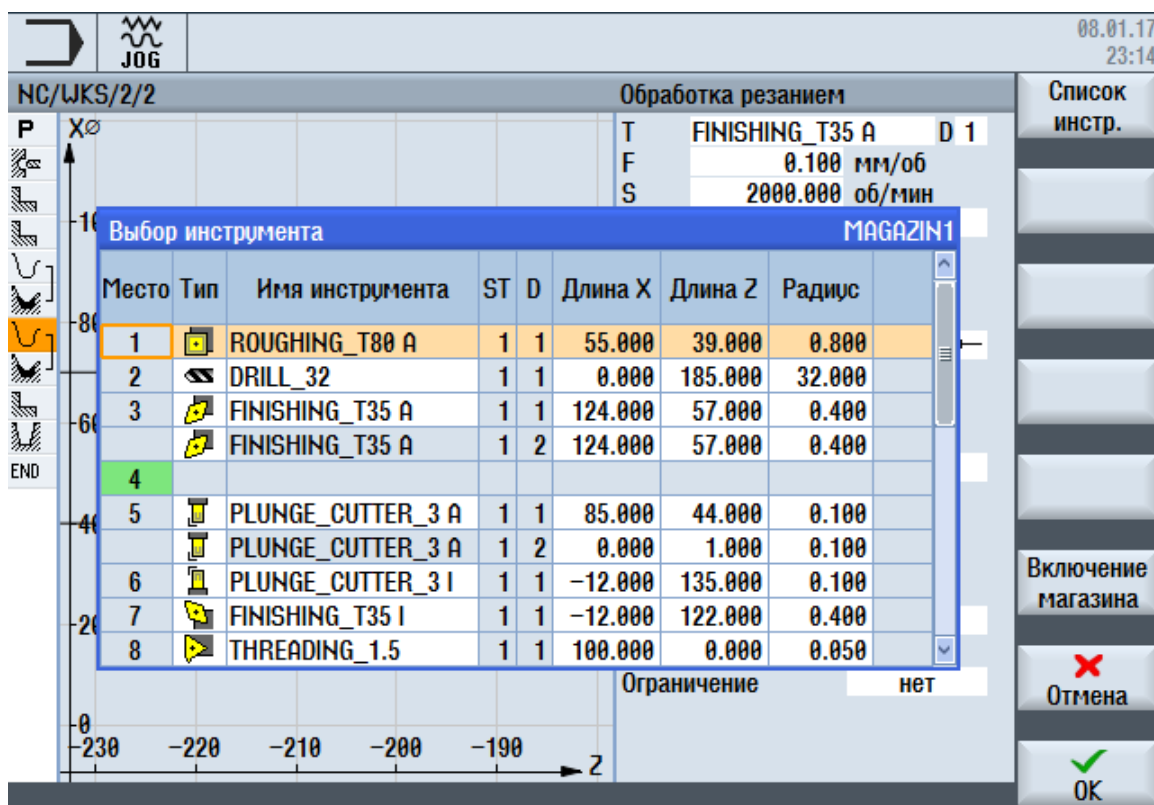 JOG
08.01.17
23:14
NC/WKS/2/2
Обработка резанием
Список инстр.
P
X∅
T FINISHING_T35 A D 1
F 0.100 мм/об
S 2000.000 об/мин
Выбор инструмента MAGAZIN1
Место Тип Имя инструмента ST D Длина X Длина Z Радиус
1 ROUGHING_T80 A 1 1 55.000 39.000 0.800
2 DRILL_32 1 1 0.000 185.000 32.000
3 FINISHING_T35 A 1 1 124.000 57.000 0.400
FINISHING_T35 A 1 2 124.000 57.000 0.400
4
5 PLUNGE_CUTTER_3 A 1 1 85.000 44.000 0.100
PLUNGE_CUTTER_3 A 1 2 0.000 1.000 0.100
6 PLUNGE_CUTTER_3 I 1 1 -12.000 135.000 0.100
7 FINISHING_T35 I 1 1 -12.000 122.000 0.400
8 THREADING_1.5 1 1 100.000 0.000 0.050
END
Включение
магазина
Ограничение нет
Отмена
0
-230 -220 -210 -200 -190 Z
OK